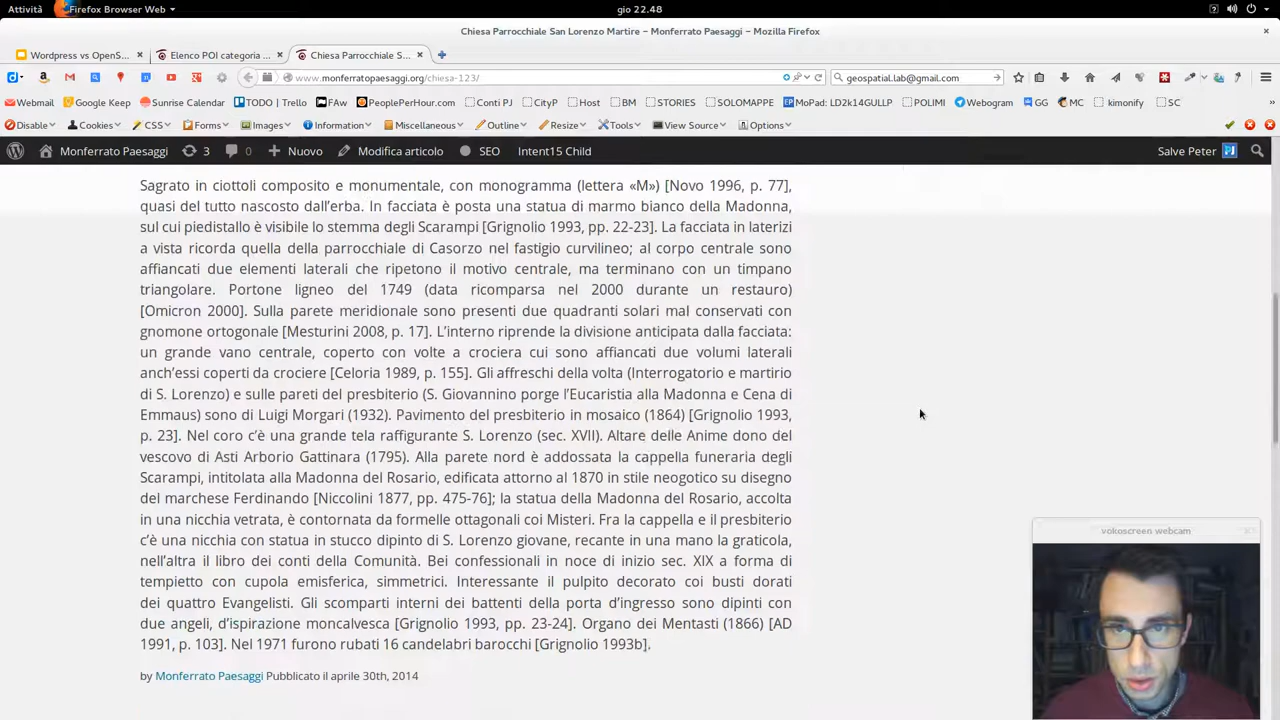 Attività
Firefox Browser Web
gio 22.48
Chiesa Parrocchiale San Lorenzo Martire – Monferrato Paesaggi – Mozilla Firefox
Wordpress vs OpenS...
Elenco POI categoria ...
Chiesa Parrocchiale S...
www.monferratopaesaggi.org/chiesa-123/
geospatial.lab@gmail.com
Webmail
Google Keep
Sunrise Calendar
TODO | Trello
FAw
PeoplePerHour.com
Conti PJ
CityP
Host
BM
STORIES
SOLOMAPPE
MoPad: LD2k14GULLP
POLIMI
Webogram
GG
MC
kimonify
SC
Disable
Cookies
CSS
Forms
Images
Information
Miscellaneous
Outline
Resize
Tools
View Source
Options
Monferrato Paesaggi
3
0
Nuovo
Modifica articolo
SEO
Intent15 Child
Salve Peter
Sagrato in ciottoli composito e monumentale, con monogramma (lettera «M») [Novo 1996, p. 77],
quasi del tutto nascosto dall’erba. In facciata è posta una statua di marmo bianco della Madonna,
sul cui piedistallo è visibile lo stemma degli Scarampi [Grignolio 1993, pp. 22-23]. La facciata in laterizi
a vista ricorda quella della parrocchiale di Casorzo nel fastigio curvilineo; al corpo centrale sono
affiancati due elementi laterali che ripetono il motivo centrale, ma terminano con un timpano
triangolare. Portone ligneo del 1749 (data ricomparsa nel 2000 durante un restauro)
[Omicron 2000]. Sulla parete meridionale sono presenti due quadranti solari mal conservati con
gnomone ortogonale [Mesturini 2008, p. 17]. L’interno riprende la divisione anticipata dalla facciata:
un grande vano centrale, coperto con volte a crociera cui sono affiancati due volumi laterali
anch’essi coperti da crociere [Celoria 1989, p. 155]. Gli affreschi della volta (Interrogatorio e martirio
di S. Lorenzo) e sulle pareti del presbiterio (S. Giovannino porge l’Eucaristia alla Madonna e Cena di
Emmaus) sono di Luigi Morgari (1932). Pavimento del presbiterio in mosaico (1864) [Grignolio 1993,
p. 23]. Nel coro c’è una grande tela raffigurante S. Lorenzo (sec. XVII). Altare delle Anime dono del
vescovo di Asti Arborio Gattinara (1795). Alla parete nord è addossata la cappella funeraria degli
Scarampi, intitolata alla Madonna del Rosario, edificata attorno al 1870 in stile neogotico su disegno
del marchese Ferdinando [Niccolini 1877, pp. 475-76]; la statua della Madonna del Rosario, accolta
in una nicchia vetrata, è contornata da formelle ottagonali coi Misteri. Fra la cappella e il presbiterio
c’è una nicchia con statua in stucco dipinto di S. Lorenzo giovane, recante in una mano la graticola,
nell’altra il libro dei conti della Comunità. Bei confessionali in noce di inizio sec. XIX a forma di
tempietto con cupola emisferica, simmetrici. Interessante il pulpito decorato coi busti dorati
dei quattro Evangelisti. Gli scomparti interni dei battenti della porta d’ingresso sono dipinti con
due angeli, d’ispirazione moncalvesca [Grignolio 1993, pp. 23-24]. Organo dei Mentasti (1866) [AD
1991, p. 103]. Nel 1971 furono rubati 16 candelabri barocchi [Grignolio 1993b].
by Monferrato Paesaggi Pubblicato il aprile 30th, 2014
vokoscreen webcam